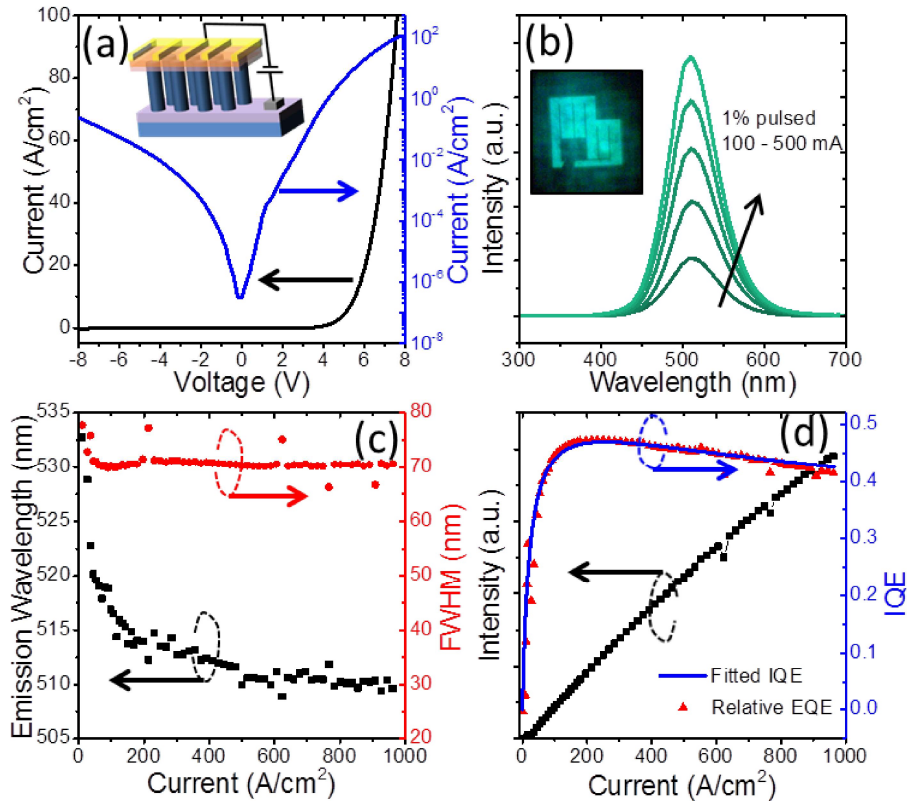 (a)
Current (A/cm²)
100
80
60
40
20
0
-8 -6 -4 -2 0 2 4 6 8
Voltage (V)
10²
10⁰
10⁻²
10⁻⁴
10⁻⁶
10⁻⁸
Current (A/cm²)
(b)
Intensity (a.u.)
1% pulsed
100 - 500 mA
300 400 500 600 700
Wavelength (nm)
(c)
Emission Wavelength (nm)
535
530
525
520
515
510
505
0 200 400 600 800 1000
Current (A/cm²)
80
70
60
50
40
30
20
FWHM (nm)
(d)
Intensity (a.u.)
0 200 400 600 800 1000
Current (A/cm²)
0.5
0.4
0.3
0.2
0.1
0.0
IQE
Fitted IQE
Relative EQE